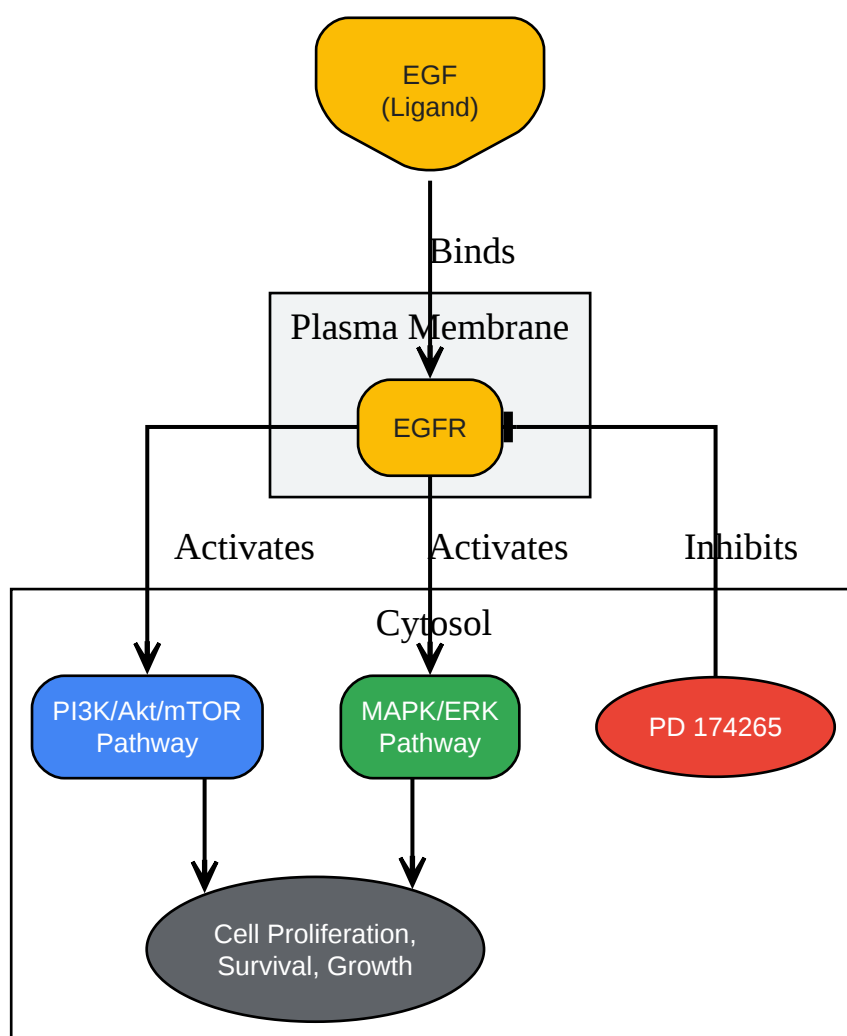 EGF
(Ligand)
Binds
Plasma Membrane
EGFR
Activates
Activates
Inhibits
Cytosol
PI3K/Akt/mTOR
Pathway
MAPK/ERK
Pathway
PD 174265
Cell Proliferation,
Survival, Growth